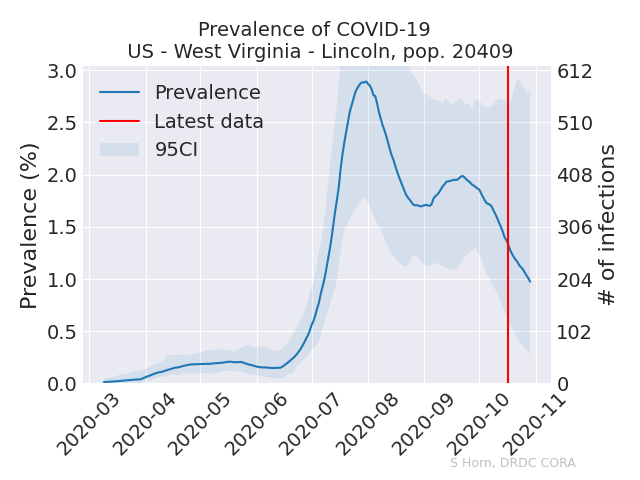 Prevalence of COVID-19
US - West Virginia - Lincoln, pop. 20409
Prevalence
Latest data
95CI
Prevalence (%)
3.0
2.5
2.0
1.5
1.0
0.5
0.0
612
510
408
306
204
102
0
# of infections
2020-03
2020-04
2020-05
2020-06
2020-07
2020-08
2020-09
2020-10
2020-11
S Horn, DRDC CORA